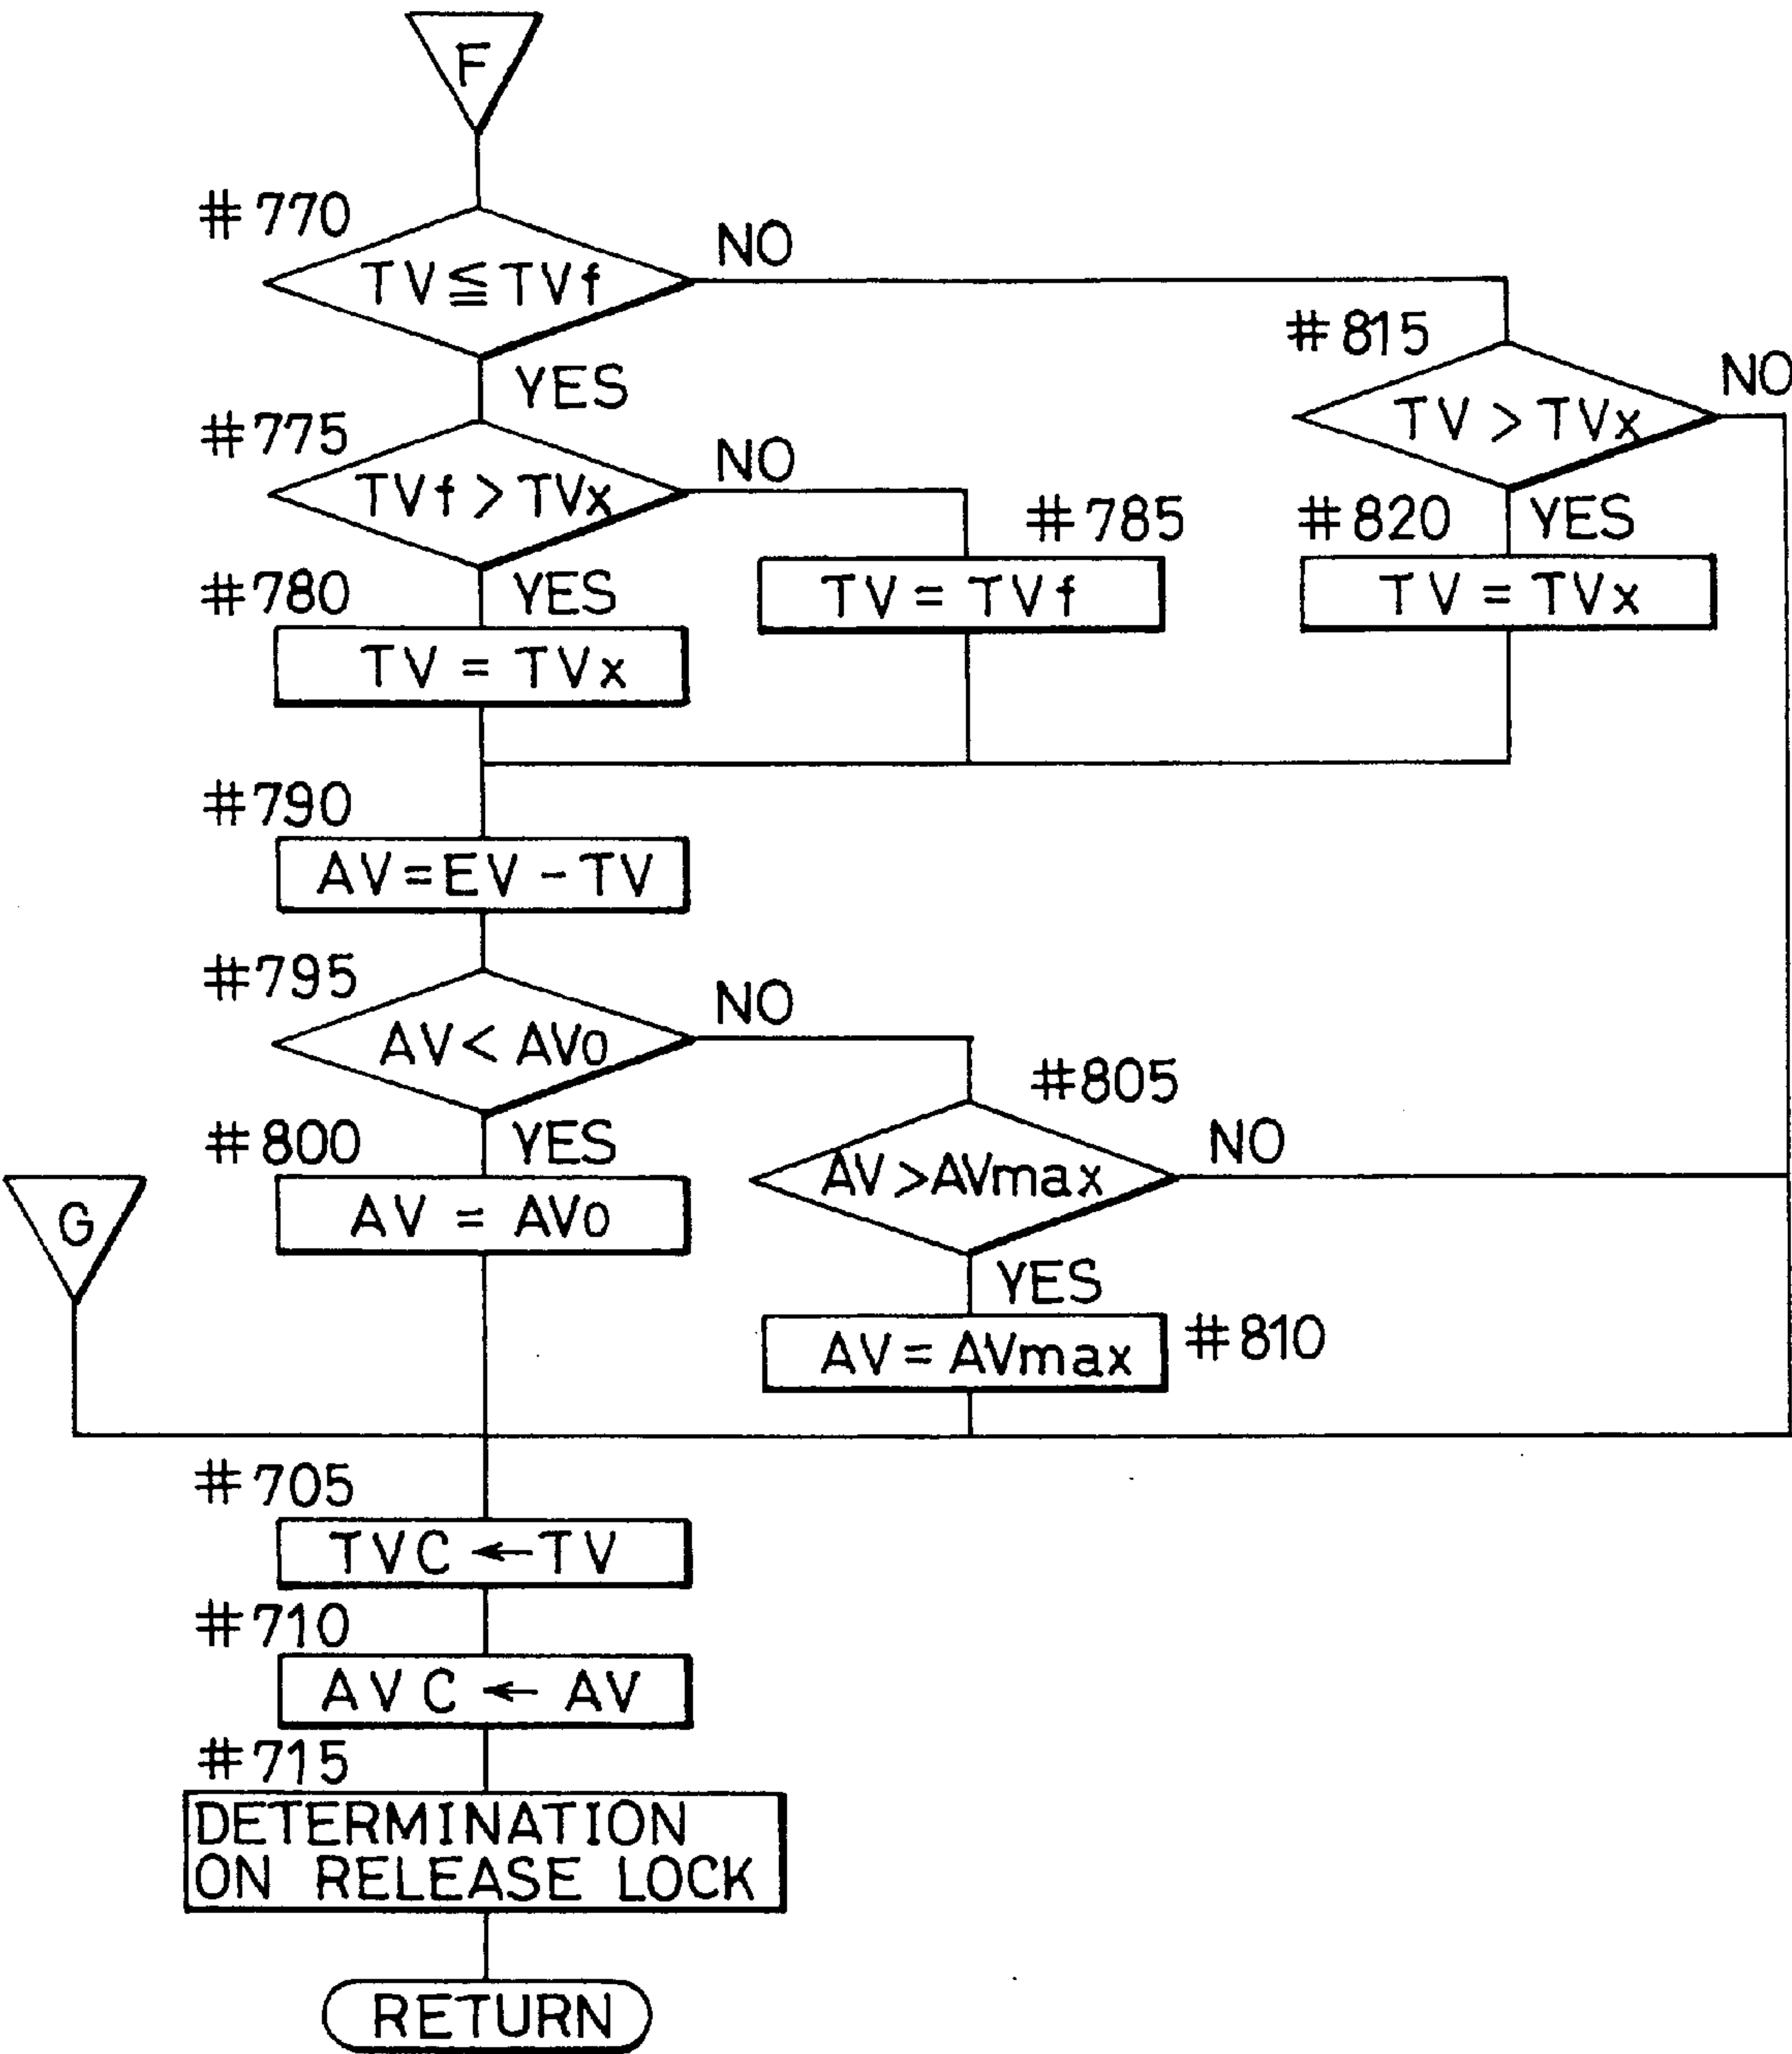 F
#770
TV≦TVf
NO
YES
#815
TV > TVx
NO
YES
#775
TVf > TVx
NO
YES
#785
TV = TVf
#820
TV = TVx
#780
TV = TVx
#790
AV=EV-TV
#795
AV < AVo
NO
YES
#805
AV>AVmax
NO
YES
#800
AV = AVo
G
AV = AVmax
#810
#705
TVC ← TV
#710
AVC ← AV
#715
DETERMINATION
ON RELEASE LOCK
RETURN